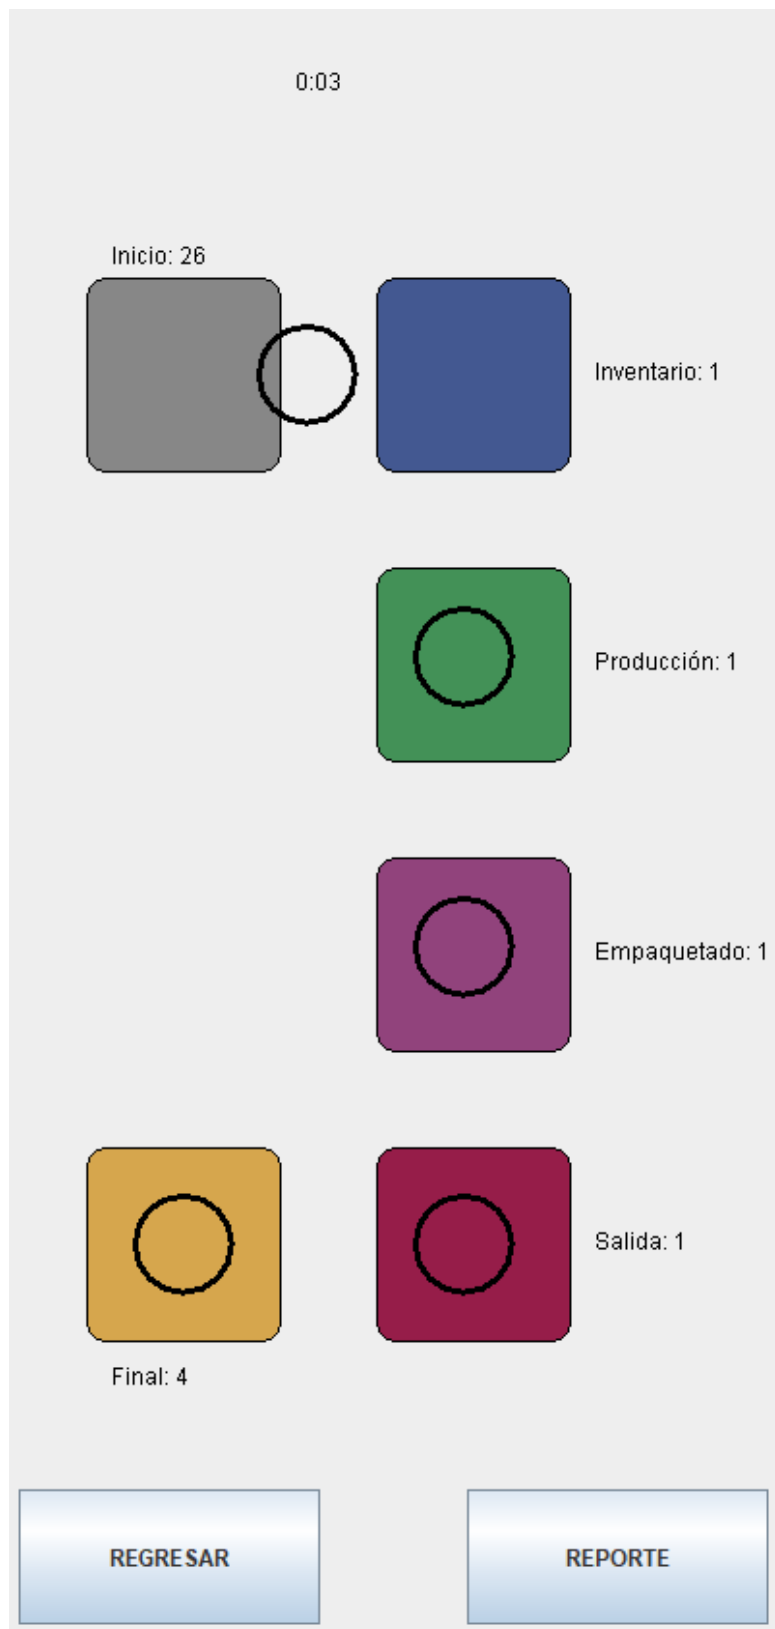 0:03
Inicio: 26
Inventario: 1
Producción: 1
Empaquetado: 1
Salida: 1
Final: 4
REGRESAR
REPORTE